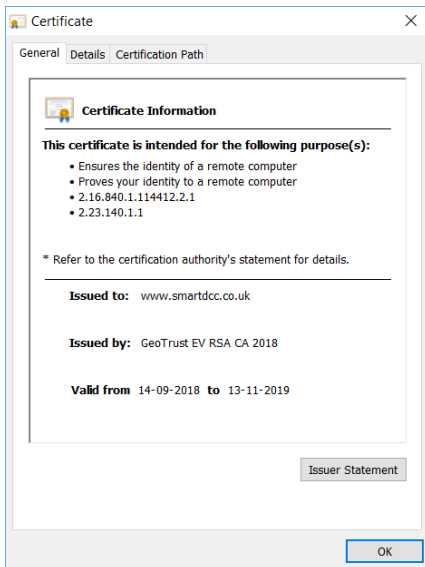 Certificate
General Details Certification Path
Certificate Information
This certificate is intended for the following purpose(s):
• Ensures the identity of a remote computer
• Proves your identity to a remote computer
• 2.16.840.1.114412.2.1
• 2.23.140.1.1
* Refer to the certification authority's statement for details.
Issued to: www.smartdcc.co.uk
Issued by: GeoTrust EV RSA CA 2018
Valid from 14-09-2018 to 13-11-2019
Issuer Statement
OK